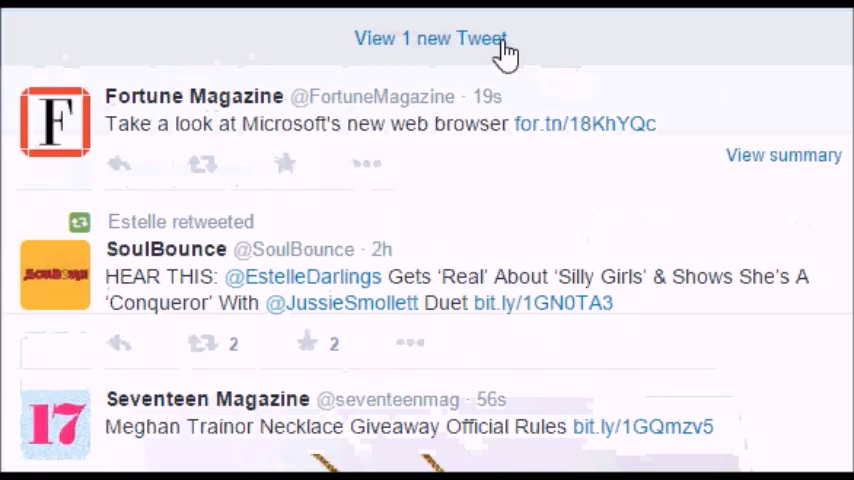 View 1 new Tweet
F
Fortune Magazine @FortuneMagazine · 19s
Take a look at Microsoft's new web browser for.tn/18KhYQc
View summary
Estelle retweeted
SOULBOUNCE
SoulBounce @SoulBounce · 2h
HEAR THIS: @EstelleDarlings Gets ‘Real’ About ‘Silly Girls’ & Shows She’s A
‘Conqueror’ With @JussieSmollett Duet bit.ly/1GN0TA3
2 2
17
Seventeen Magazine @seventeenmag · 56s
Meghan Trainor Necklace Giveaway Official Rules bit.ly/1GQmzv5